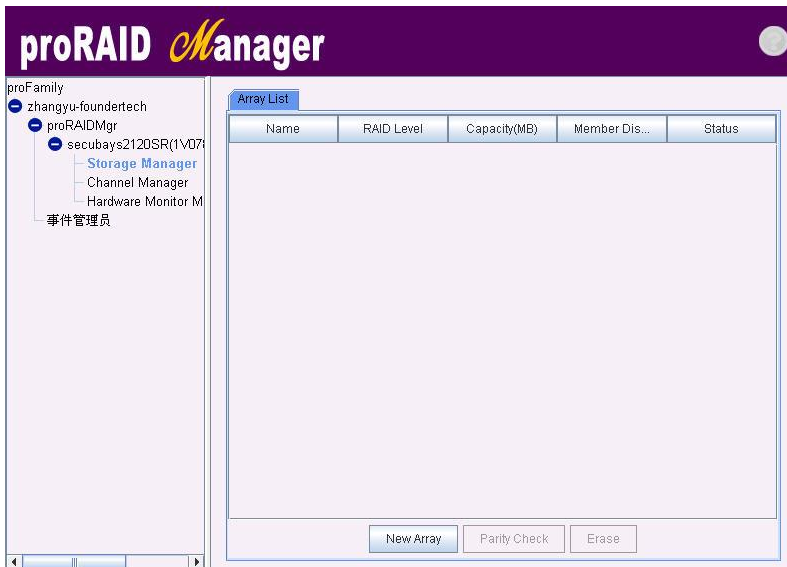 proRAID Manager
proFamily
zhangyu-foundertech
proRAIDMgr
secubays2120SR(1V078
Storage Manager
Channel Manager
Hardware Monitor M
事件管理员
Array List
Name RAID Level Capacity(MB) Member Dis... Status
New Array Parity Check Erase